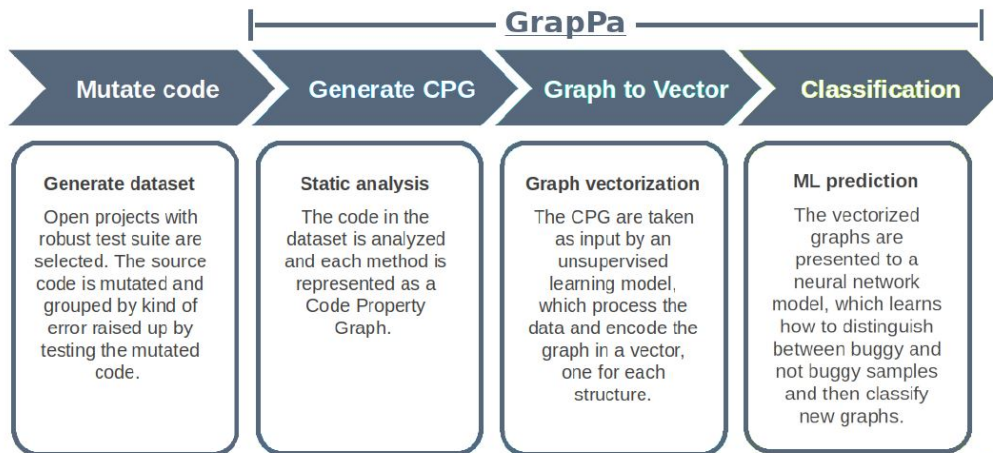 GrapPa
Mutate code
Generate CPG
Graph to Vector
Classification
Generate dataset
Open projects with
robust test suite are
selected. The source
code is mutated and
grouped by kind of
error raised up by
testing the mutated
code.
Static analysis
The code in the
dataset is analyzed
and each method is
represented as a
Code Property
Graph.
Graph vectorization
The CPG are taken
as input by an
unsupervised
learning model,
which process the
data and encode the
graph in a vector,
one for each
structure.
ML prediction
The vectorized
graphs are
presented to a
neural network
model, which learns
how to distinguish
between buggy and
not buggy samples
and then classify
new graphs.